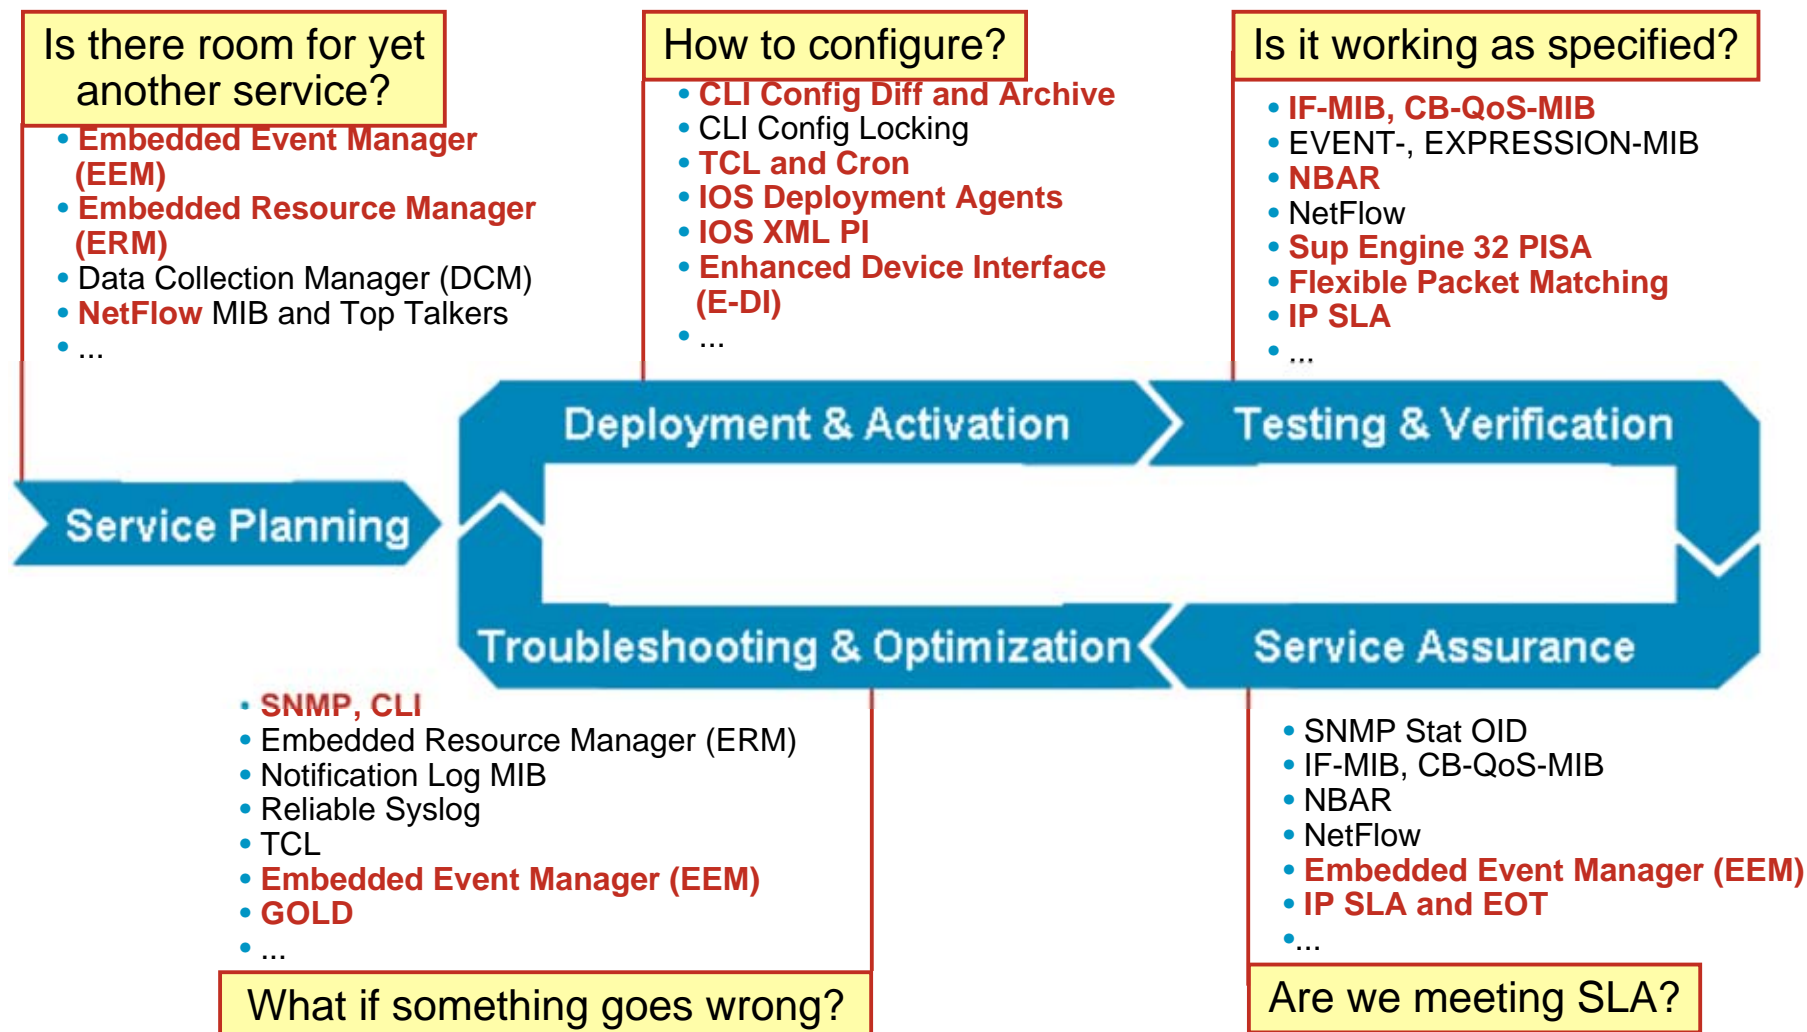 Is there room for yet
another service?
• Embedded Event Manager
(EEM)
• Embedded Resource Manager
(ERM)
• Data Collection Manager (DCM)
• NetFlow MIB and Top Talkers
• ...
How to configure?
• CLI Config Diff and Archive
• CLI Config Locking
• TCL and Cron
• IOS Deployment Agents
• IOS XML PI
• Enhanced Device Interface
(E-DI)
• ...
Is it working as specified?
• IF-MIB, CB-QoS-MIB
• EVENT-, EXPRESSION-MIB
• NBAR
• NetFlow
• Sup Engine 32 PISA
• Flexible Packet Matching
• IP SLA
• ...
Service Planning
Deployment & Activation
Testing & Verification
Troubleshooting & Optimization
Service Assurance
• SNMP, CLI
• Embedded Resource Manager (ERM)
• Notification Log MIB
• Reliable Syslog
• TCL
• Embedded Event Manager (EEM)
• GOLD
• ...
What if something goes wrong?
• SNMP Stat OID
• IF-MIB, CB-QoS-MIB
• NBAR
• NetFlow
• Embedded Event Manager (EEM)
• IP SLA and EOT
•...
Are we meeting SLA?